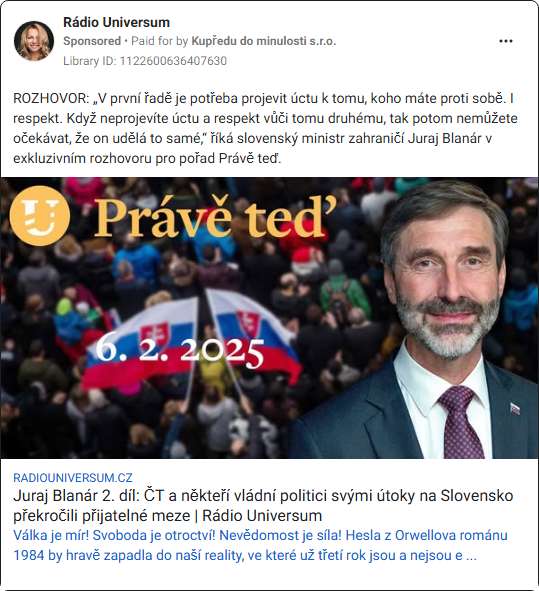 Rádio Universum
Sponsored • Paid for by Kupředu do minulosti s.r.o.
Library ID: 1122600636407630
ROZHOVOR: „V první řadě je potřeba projevit úctu k tomu, koho máte proti sobě. I
respekt. Když neprojevíte úctu a respekt vůči tomu druhému, tak potom nemůžete
očekávat, že on udělá to samé,“ říká slovenský ministr zahraničí Juraj Blanár v
exkluzivním rozhovoru pro pořad Právě teď.
U Právě teď
6. 2. 2025
RADIOUNIVERSUM.CZ
Juraj Blanár 2. díl: ČT a někteří vládní politici svými útoky na Slovensko
překročili přijatelné meze | Rádio Universum
Válka je mír! Svoboda je otroctví! Nevědomost je síla! Hesla z Orwellova románu
1984 by hravě zapadla do naší reality, ve které už třetí rok jsou a nejsou e ...